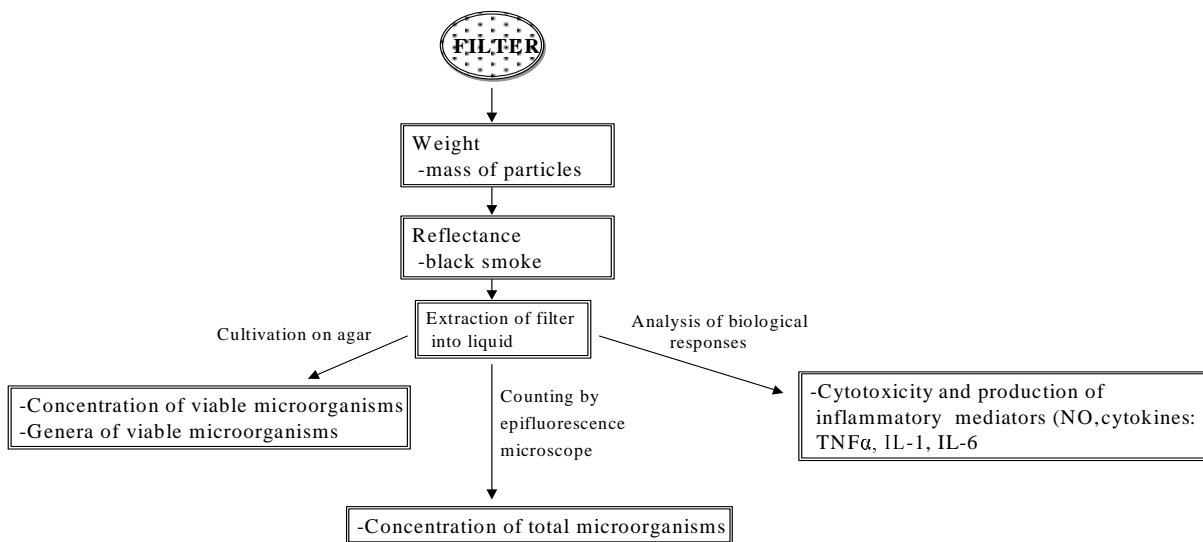 FILTER
Weight
-mass of particles
Reflectance
-black smoke
Extraction of filter
into liquid
Cultivation on agar
Analysis of biological
responses
-Concentration of viable microorganisms
-Genera of viable microorganisms
Counting by
epifluorescence
microscope
-Cytotoxicity and production of
inflammatory mediators (NO,cytokines:
TNFα, IL-1, IL-6
-Concentration of total microorganisms